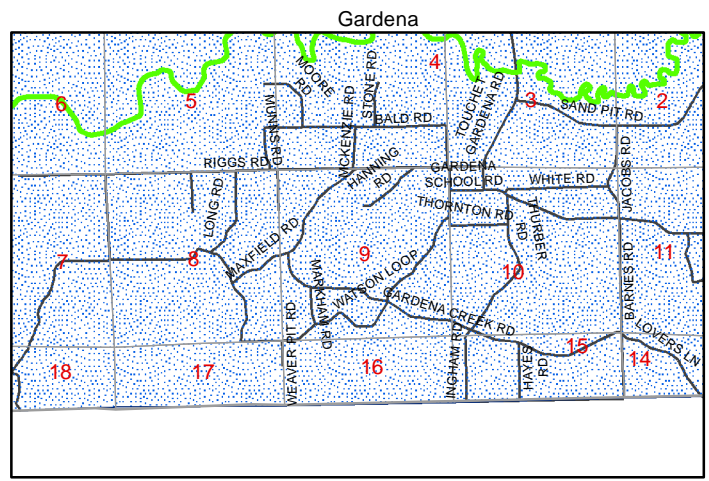 Gardena
6
5
4
3
2
MOORE
RD
STONE RD
MUNNS RD
MCKENZIE RD
BALD RD
TOUCHET
GARDENA RD
SAND PIT RD
RIGGS RD
HANNING
RD
GARDENA
SCHOOL RD
WHITE RD
JACOBS RD
LONG RD
MAXFIELD RD
THORNTON RD
THURBER
RD
7
8
9
10
11
MARKHAM RD
WATSON LOOP
GARDENA CREEK RD
BARNES RD
WEAVER PIT RD
INGHAM RD
HAYES
RD
LOVERS LN
18
17
16
15
14